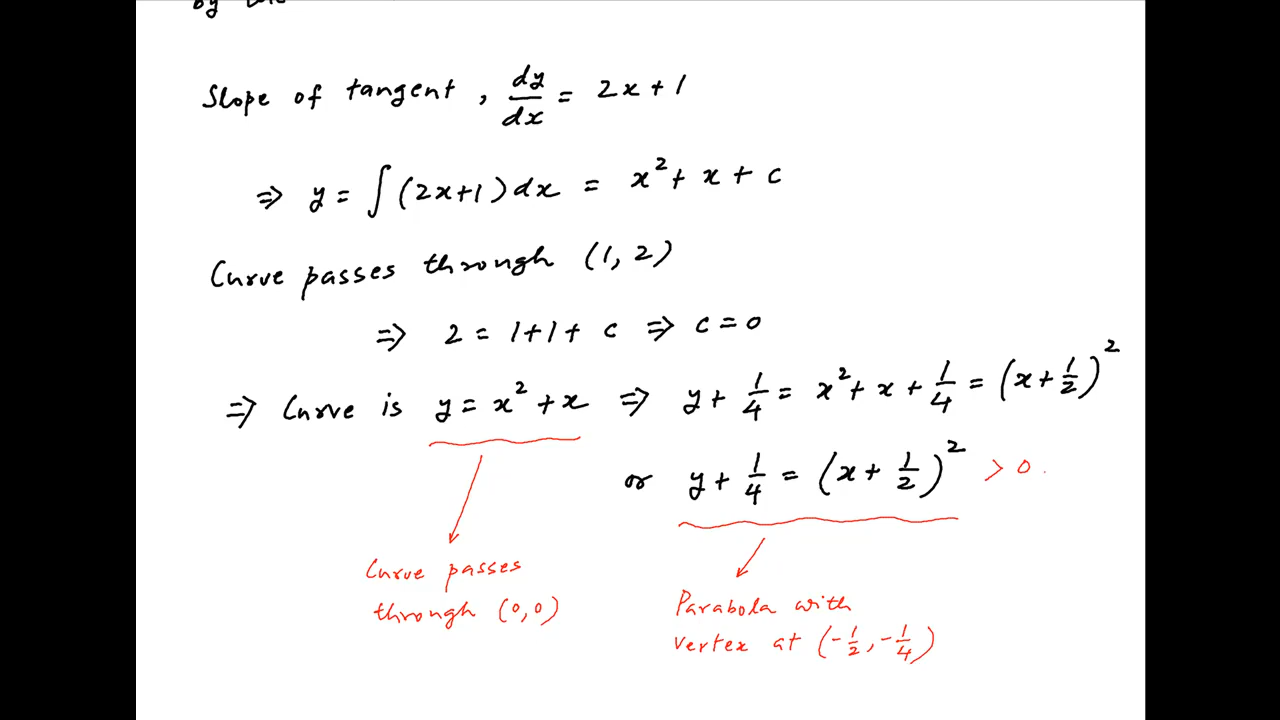 by
Slope of tangent, dy/dx = 2x+1
⇒ y = ∫(2x+1)dx = x² + x + c
Curve passes through (1, 2)
⇒ 2 = 1+1+ c ⇒ c = 0
⇒ Curve is y = x² + x ⇒ y + 1/4 = x² + x + 1/4 = (x + 1/2)²
or y + 1/4 = (x + 1/2)² > 0.
Curve passes
through (0,0)
Parabola with
vertex at (-1/2, -1/4)